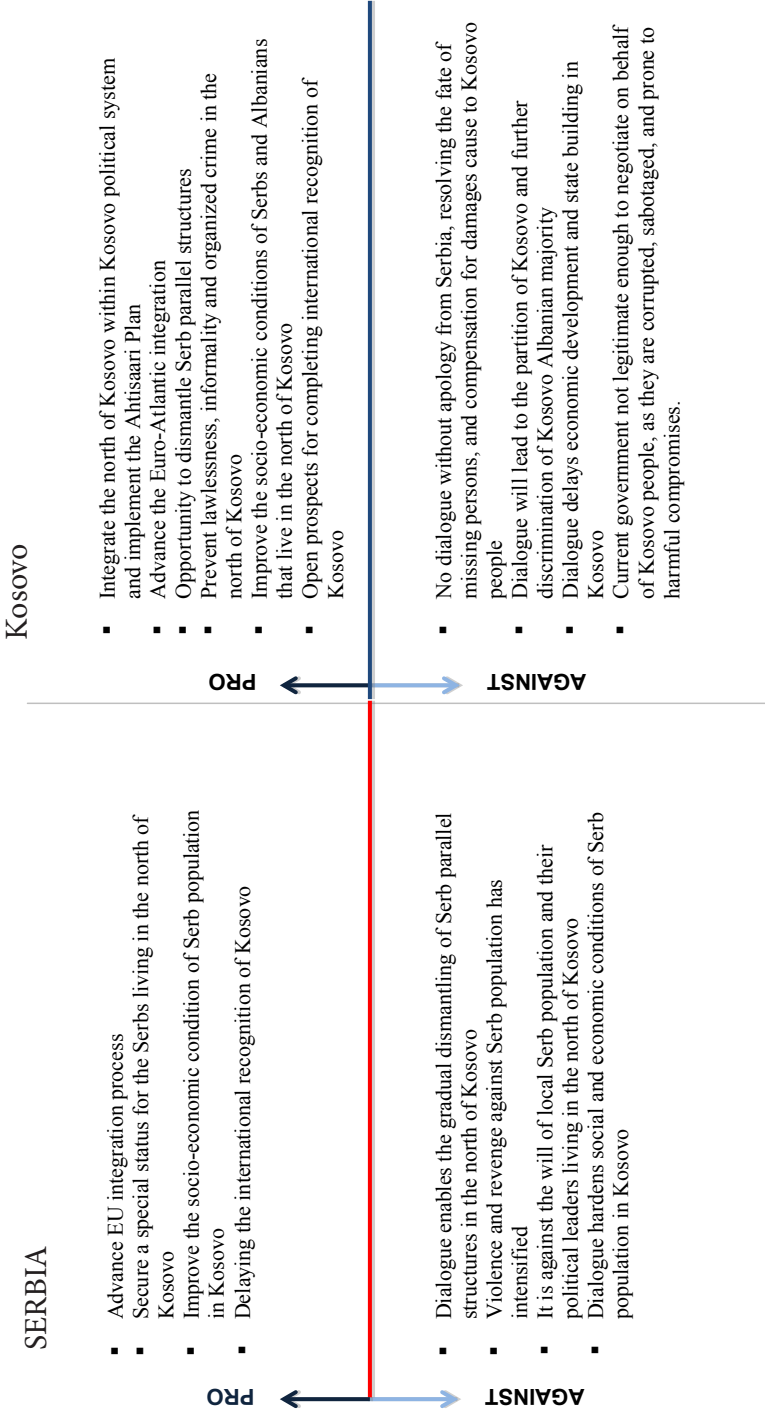 SERBIA
PRO
▪ Advance EU integration process
▪ Secure a special status for the Serbs living in the north of
Kosovo
▪ Improve the socio-economic condition of Serb population
in Kosovo
▪ Delaying the international recognition of Kosovo
AGAINST
▪ Dialogue enables the gradual dismantling of Serb parallel
structures in the north of Kosovo
▪ Violence and revenge against Serb population has
intensified
▪ It is against the will of local Serb population and their
political leaders living in the north of Kosovo
▪ Dialogue hardens social and economic conditions of Serb
population in Kosovo
Kosovo
PRO
▪ Integrate the north of Kosovo within Kosovo political system
and implement the Ahtisaari Plan
▪ Advance the Euro-Atlantic integration
▪ Opportunity to dismantle Serb parallel structures
▪ Prevent lawlessness, informality and organized crime in the
north of Kosovo
▪ Improve the socio-economic conditions of Serbs and Albanians
that live in the north of Kosovo
▪ Open prospects for completing international recognition of
Kosovo
AGAINST
▪ No dialogue without apology from Serbia, resolving the fate of
missing persons, and compensation for damages cause to Kosovo
people
▪ Dialogue will lead to the partition of Kosovo and further
discrimination of Kosovo Albanian majority
▪ Dialogue delays economic development and state building in
Kosovo
▪ Current government not legitimate enough to negotiate on behalf
of Kosovo people, as they are corrupted, sabotaged, and prone to
harmful compromises.